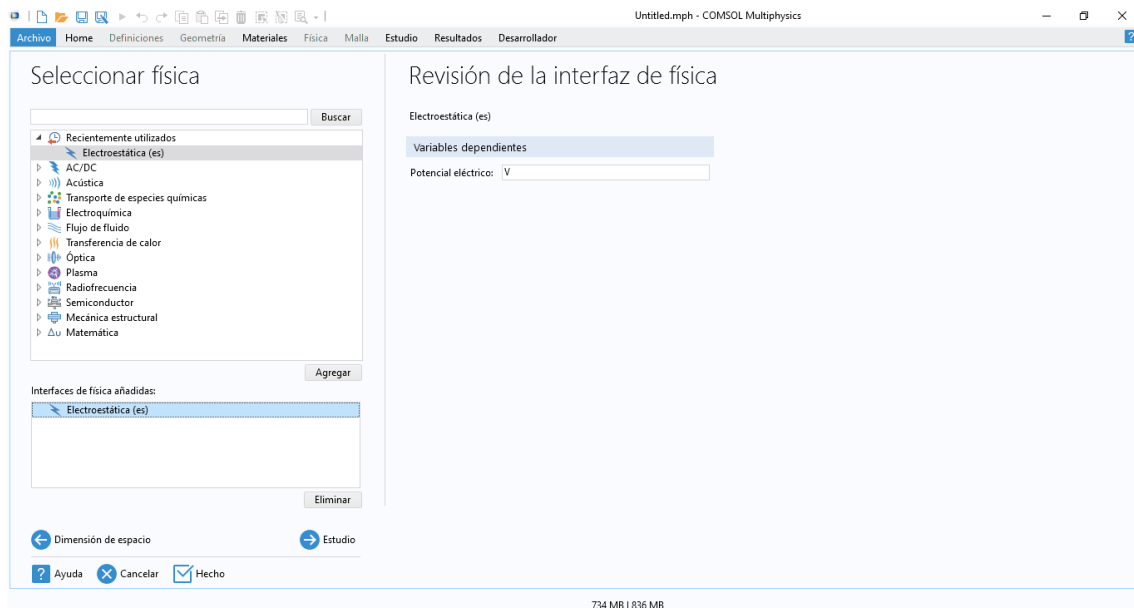 Untitled.mph - COMSOL Multiphysics
Archivo Home Definiciones Geometría Materiales Física Malla Estudio Resultados Desarrollador
Seleccionar física
Buscar
Recientemente utilizados
Electroestática (es)
AC/DC
Acústica
Transporte de especies químicas
Electroquímica
Flujo de fluido
Transferencia de calor
Óptica
Plasma
Radiofrecuencia
Semiconductor
Mecánica estructural
Δu Matemática
Agregar
Interfaces de física añadidas:
Electroestática (es)
Eliminar
Dimensión de espacio
Estudio
? Ayuda Cancelar Hecho
Revisión de la interfaz de física
Electroestática (es)
Variables dependientes
Potencial eléctrico: V
734 MB | 836 MB